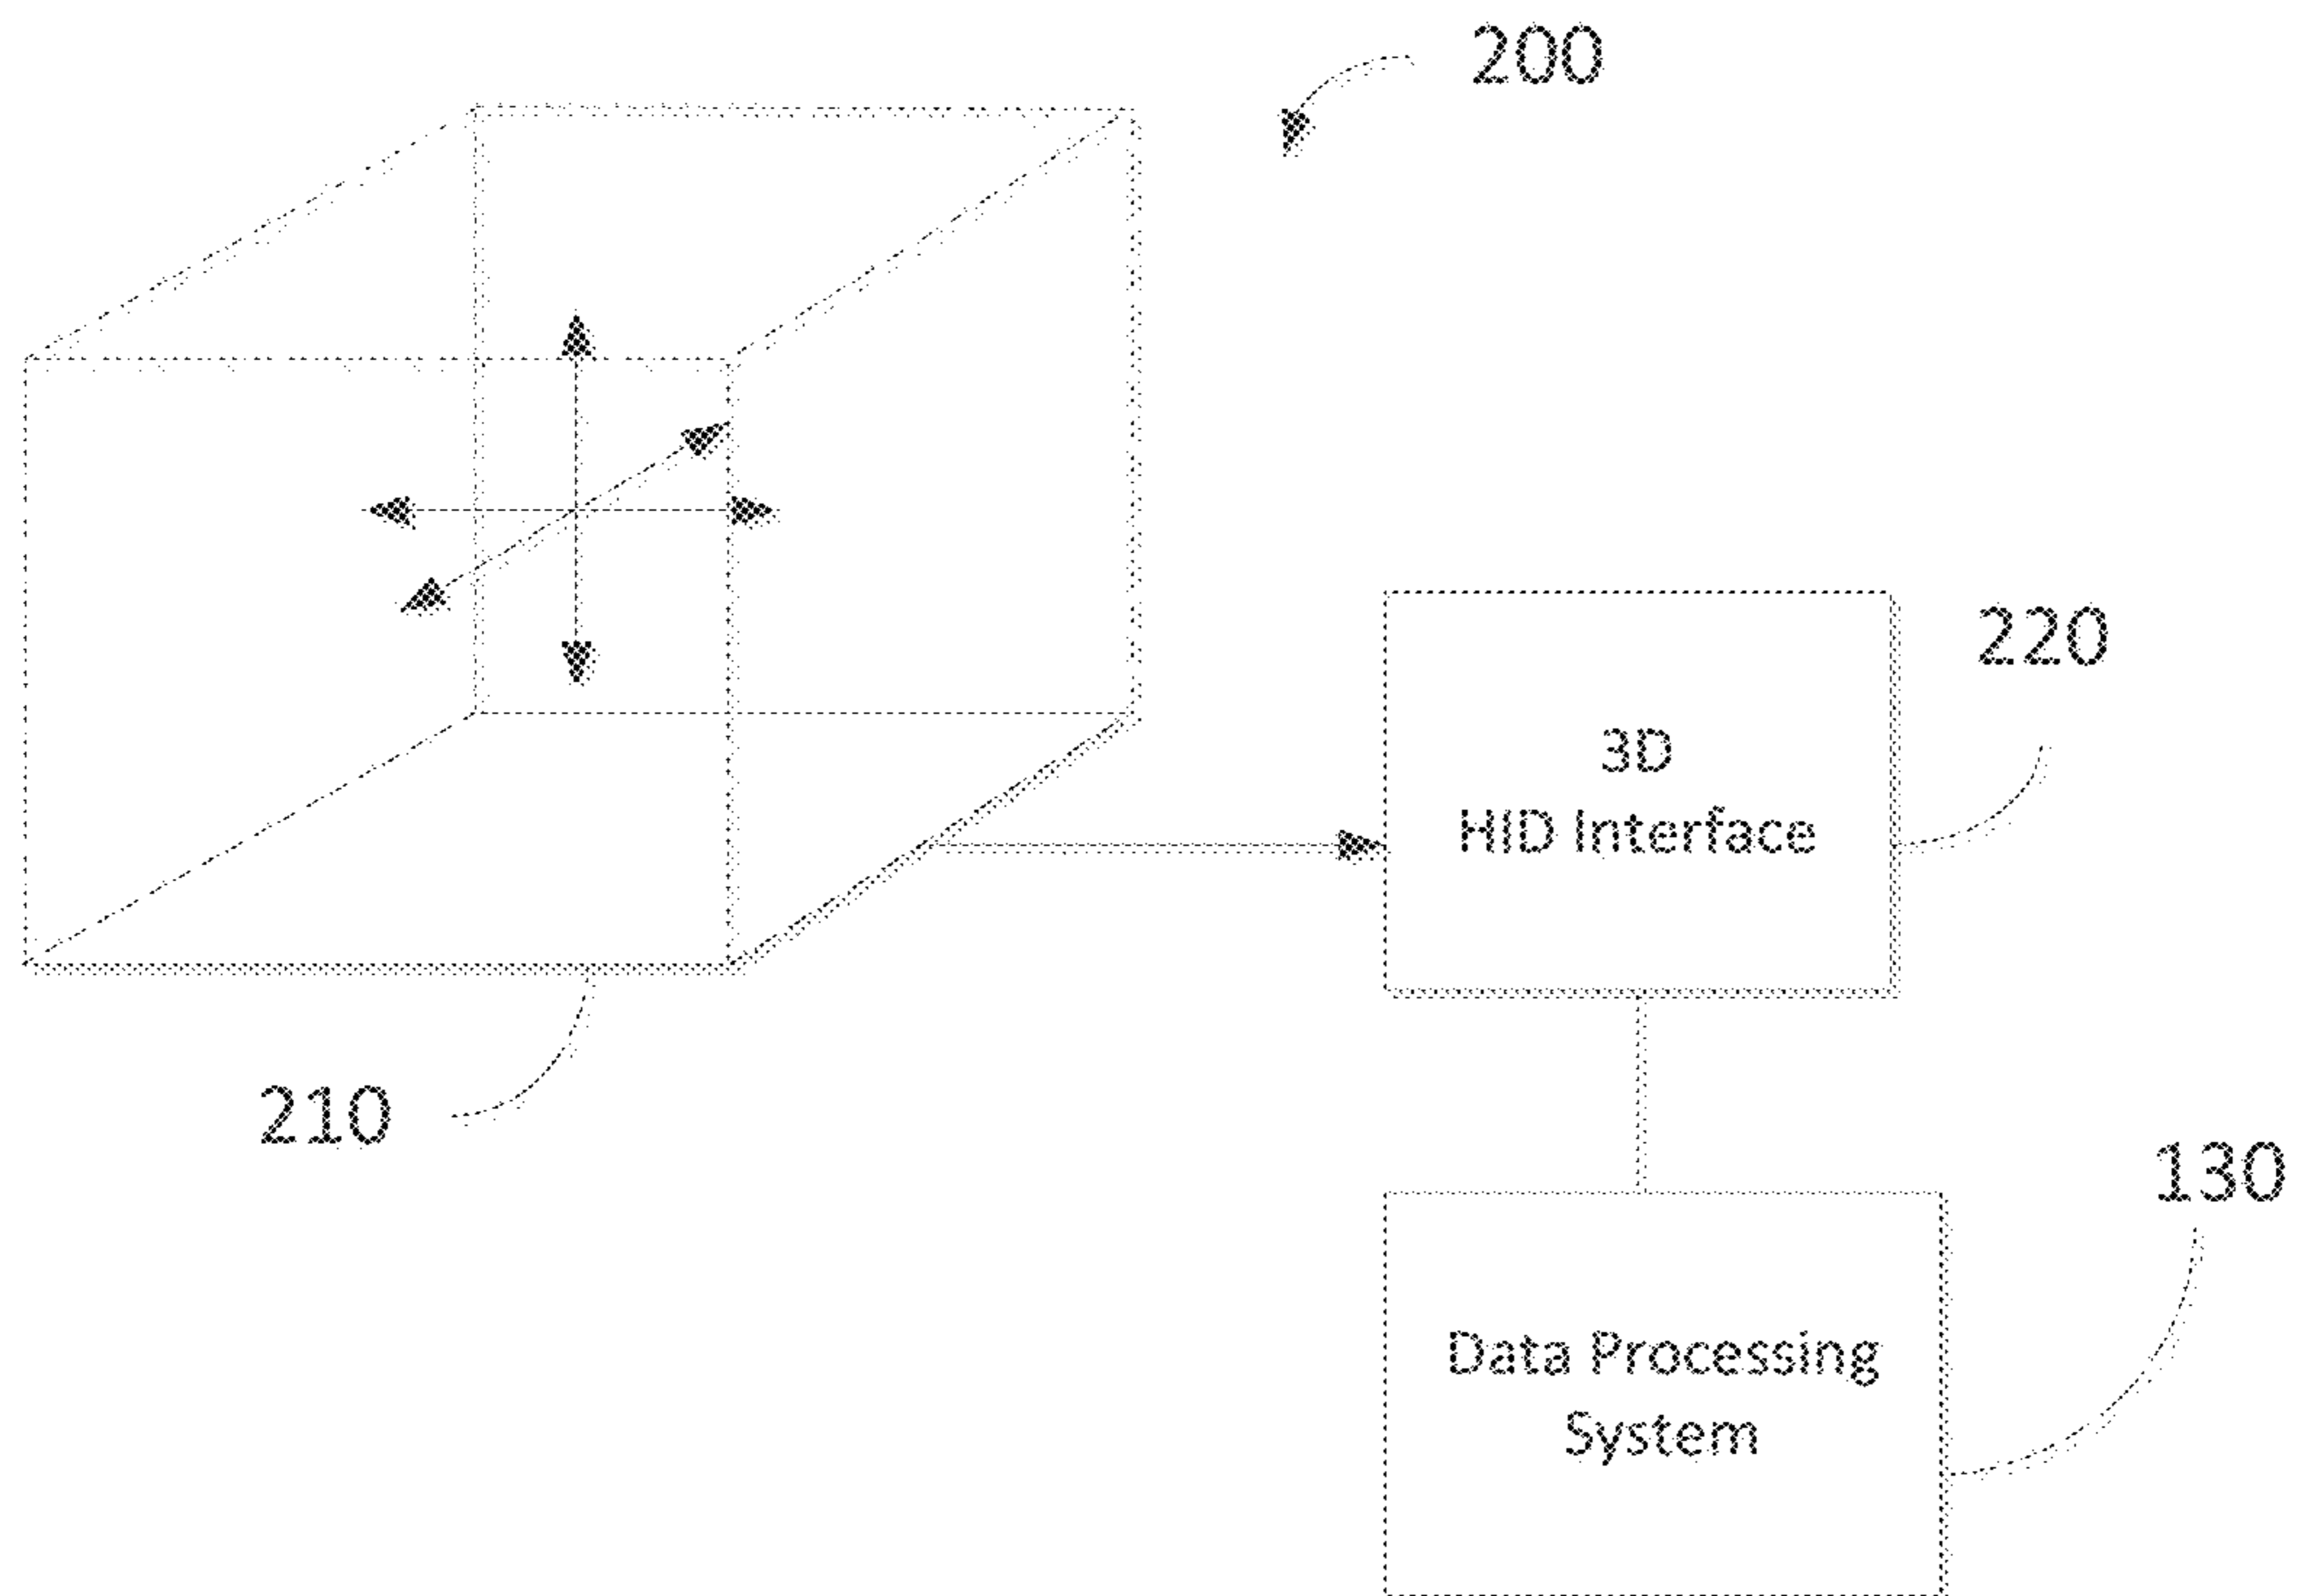 200
220
3D
HID Interface
210
130
Data Processing
System